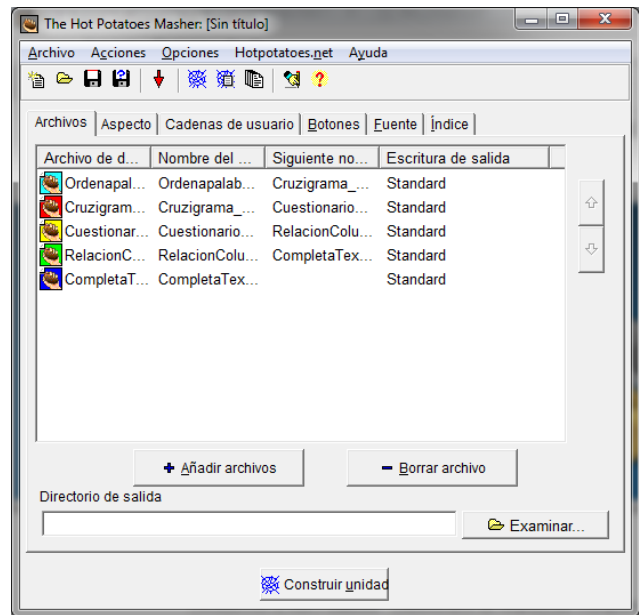 The Hot Potatoes Masher: [Sin título]
Archivo Acciones Opciones Hotpotatoes.net Ayuda
Archivos Aspecto Cadenas de usuario Botones Fuente Índice
Archivo de d... Nombre del ... Siguiente no... Escritura de salida
Ordenapal... Ordenapalab... Cruzigrama_... Standard
Cruzigram... Cruzigrama_... Cuestionario... Standard
Cuestionar... Cuestionario... RelacionColu... Standard
RelacionC... RelacionColu... CompletaTex... Standard
CompletaT... CompletaTex... Standard
Añadir archivos Borrar archivo
Directorio de salida
Examinar...
Construir unidad